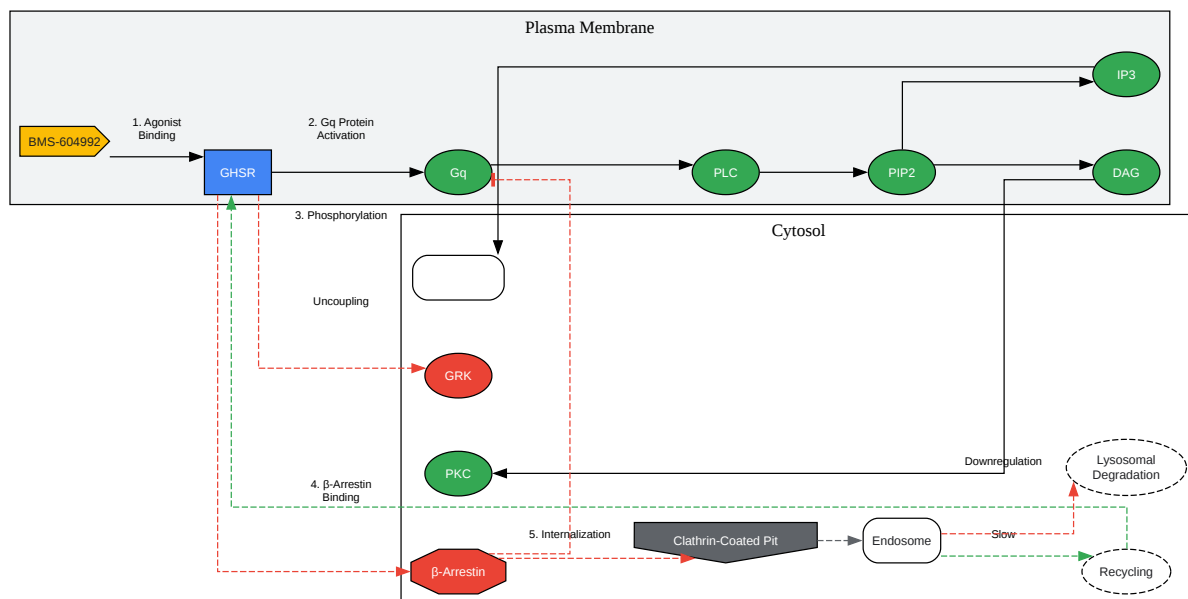 Plasma Membrane
IP3
1. Agonist
Binding
2. Gq Protein
Activation
BMS-604992
GHSR
Gq
PLC
PIP2
DAG
3. Phosphorylation
Cytosol
Uncoupling
GRK
PKC
Downregulation
Lysosomal
Degradation
4. β-Arrestin
Binding
5. Internalization
Clathrin-Coated Pit
Endosome
Slow
β-Arrestin
Recycling